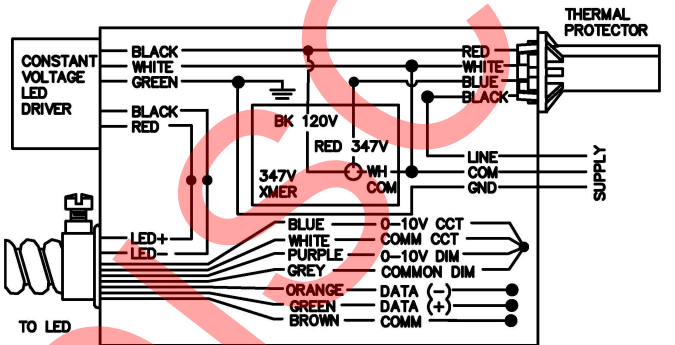 THERMAL
PROTECTOR
CONSTANT
VOLTAGE
LED
DRIVER
BLACK
WHITE
GREEN
BLACK
RED
RED
WHITE
BLUE
BLACK
BK 120V
RED 347V
347V
XMER
WH
COM
LINE
COM
GND
SUPPLY
LED+
LED-
BLUE 0-10V CCT
WHITE COMM CCT
PURPLE 0-10V DIM
GREY COMMON DIM
ORANGE DATA (-)
GREEN DATA (+)
BROWN COMM
TO LED